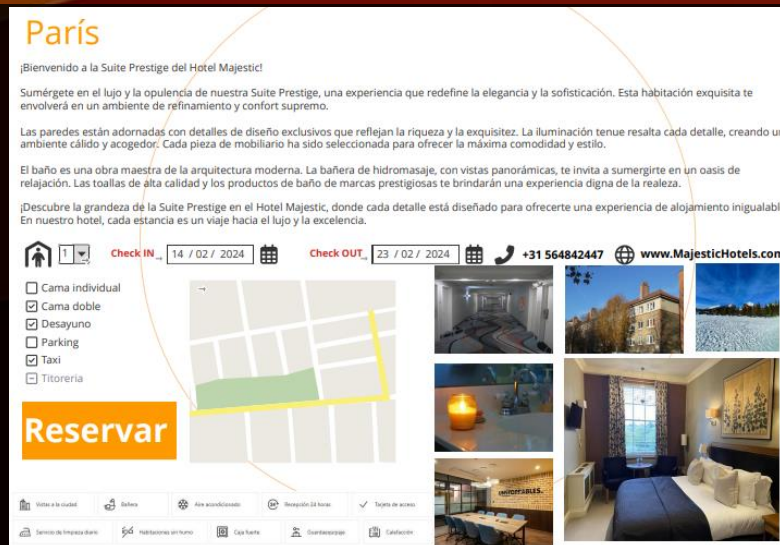 París
¡Bienvenido a la Suite Prestige del Hotel Majestic!
Sumérgete en el lujo y la opulencia de nuestra Suite Prestige, una experiencia que redefine la elegancia y la sofisticación. Esta habitación exquisita te
envolverá en un ambiente de refinamiento y confort supremo.
Las paredes están adornadas con detalles de diseño exclusivos que reflejan la riqueza y la exquisitez. La iluminación tenue resalta cada detalle, creando un
ambiente cálido y acogedor. Cada pieza de mobiliario ha sido seleccionada para ofrecer la máxima comodidad y estilo.
El baño es una obra maestra de la arquitectura moderna. La bañera de hidromasaje, con vistas panorámicas, te invita a sumergirte en un oasis de
relajación. Las toallas de alta calidad y los productos de baño de marcas prestigiosas te brindarán una experiencia digna de la realeza.
¡Descubre la grandeza de la Suite Prestige en el Hotel Majestic, donde cada detalle está diseñado para ofrecerte una experiencia de alojamiento inigualabl
En nuestro hotel, cada estancia es un viaje hacia el lujo y la excelencia.
1 Check IN 14 / 02 / 2024 Check OUT 23 / 02 / 2024 +31 564842447 www.MajesticHotels.com
Cama individual
Cama doble
Desayuno
Parking
Taxi
Titoreria
Reservar
Vistas a la ciudad Bañera Aire acondicionado Recepción 24 horas Tarjeta de acceso
Servicio de limpieza diario Habitaciones sin humo Caja fuerte Guardaequipaje Calefacción